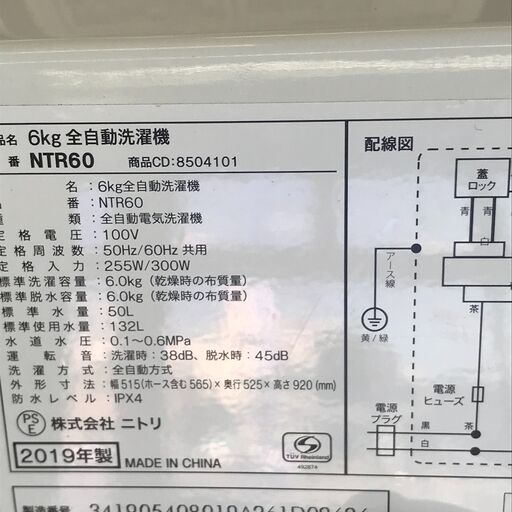 品名 6kg 全自動洗濯機
番 NTR60 商品CD:8504101
名 : 6kg全自動洗濯機
番 : NTR60
種 類 : 全自動電気洗濯機
定格電圧 : 100V
定格周波数 : 50Hz/60Hz 共用
定格入力 : 255W/300W
標準洗濯容量 : 6.0kg (乾燥時の布質量)
標準脱水容量 : 6.0kg (乾燥時の布質量)
標準水量 : 50L
標準使用水量 : 132L
水道水圧 : 0.1~0.6MPa
運転音 : 洗濯時:38dB、脱水時:45dB
洗濯方式 : 全自動方式
外形寸法 : 幅515(ホース含む565)×奥行525×高さ920(mm)
防水レベル : IPX4
PSE 株式会社 ニトリ
2019年製 MADE IN CHINA
TÜV Rheinland
492874
製造番号
配線図
蓋
ロック
青 青
白
アース線
黄/緑
茶
電源
ヒューズ
電源
プラグ
黒
白
茶